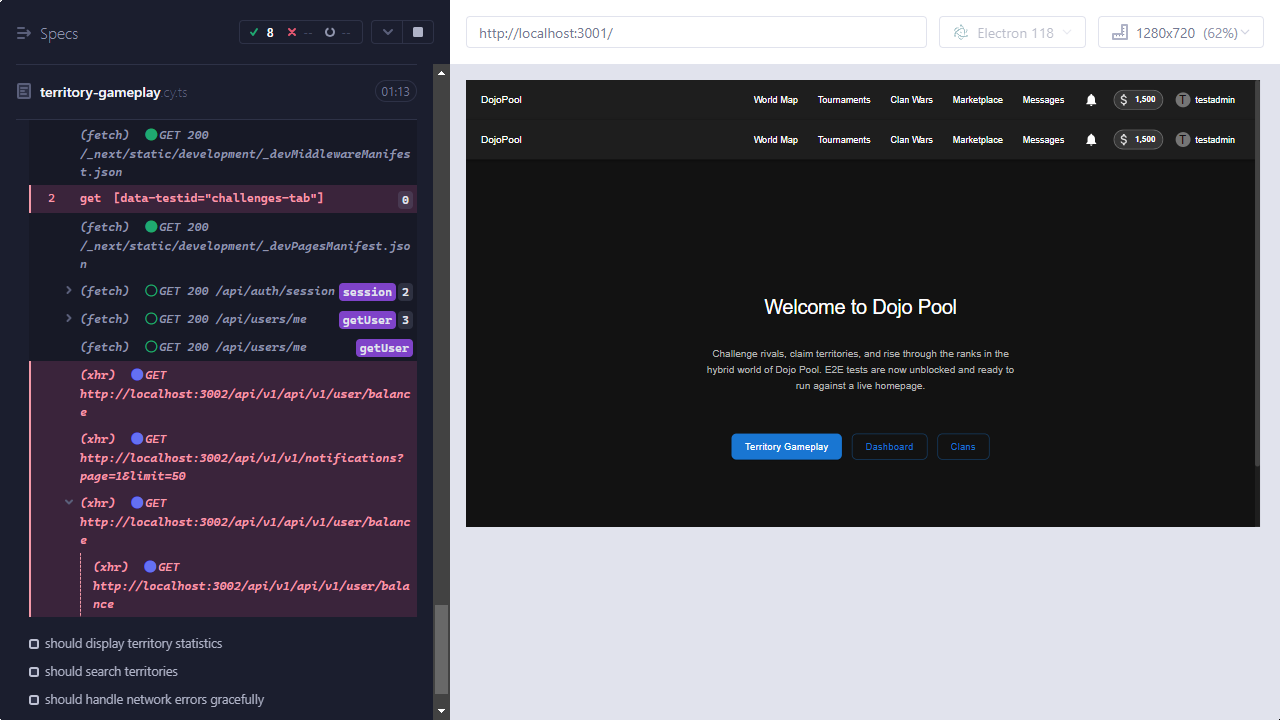 Specs
8 -- --
territory-gameplay.cy.ts 01:13
(fetch) GET 200
/_next/static/development/_devMiddlewareManifes
t.json
2 get [data-testid="challenges-tab"] 0
(fetch) GET 200
/_next/static/development/_devPagesManifest.jso
n
(fetch) GET 200 /api/auth/session session 2
(fetch) GET 200 /api/users/me getUser 3
(fetch) GET 200 /api/users/me getUser
(xhr) GET
http://localhost:3002/api/v1/api/v1/user/balanc
e
(xhr) GET
http://localhost:3002/api/v1/v1/notifications?
page=1&limit=50
(xhr) GET
http://localhost:3002/api/v1/api/v1/user/balanc
e
(xhr) GET
http://localhost:3002/api/v1/api/v1/user/bala
nce
should display territory statistics
should search territories
should handle network errors gracefully
http://localhost:3001/
Electron 118
1280x720 (62%)
DojoPool World Map Tournaments Clan Wars Marketplace Messages $ 1,500 T testadmin
DojoPool World Map Tournaments Clan Wars Marketplace Messages $ 1,500 T testadmin
Welcome to Dojo Pool
Challenge rivals, claim territories, and rise through the ranks in the
hybrid world of Dojo Pool. E2E tests are now unblocked and ready to
run against a live homepage.
Territory Gameplay Dashboard Clans